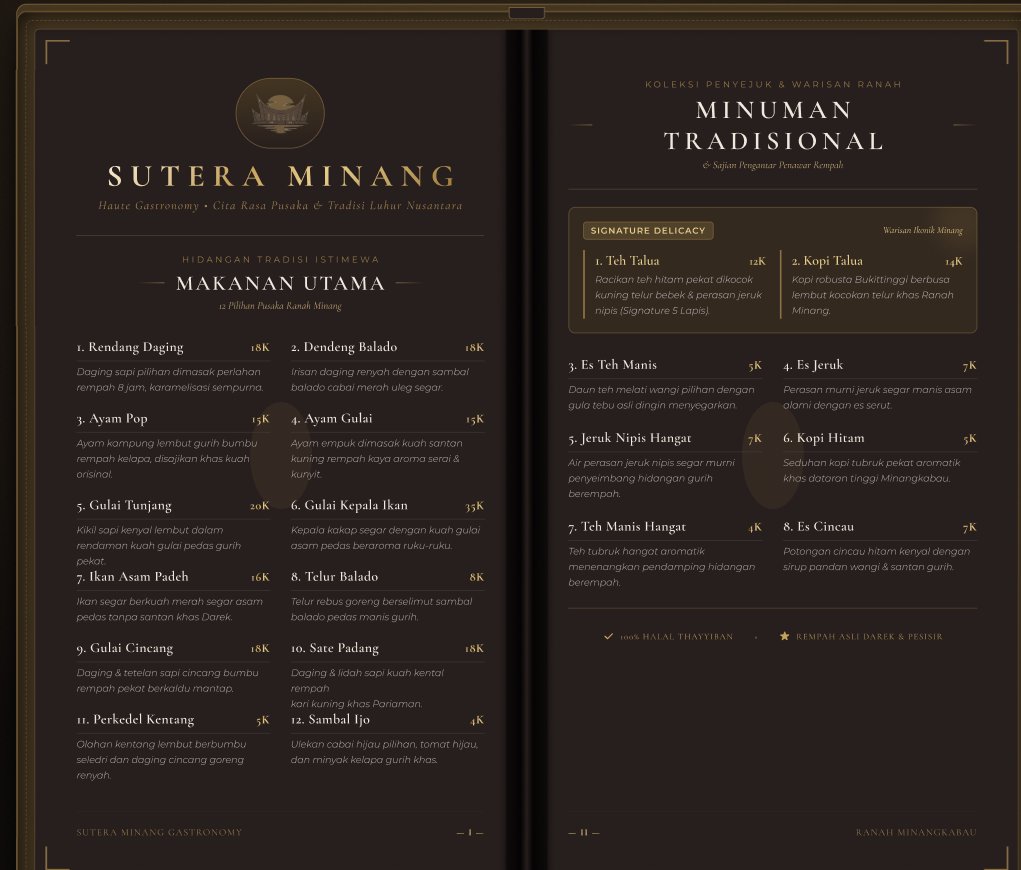 SUTERA MINANG
Haute Gastronomy • Cita Rasa Pusaka & Tradisi Luhur Nusantara
HIDANGAN TRADISI ISTIMEWA
MAKANAN UTAMA
12 Pilihan Pusaka Ranah Minang
1. Rendang Daging 18K
Daging sapi pilihan dimasak perlahan
rempah 8 jam, karamelisasi sempurna.
2. Dendeng Balado 18K
Irisan daging renyah dengan sambal
balado cabai merah uleg segar.
3. Ayam Pop 15K
Ayam kampung lembut gurih bumbu
rempah kelapa, disajikan khas kuah
orisinal.
4. Ayam Gulai 15K
Ayam empuk dimasak kuah santan
kuning rempah kaya aroma serai &
kunyit.
5. Gulai Tunjang 20K
Kikil sapi kenyal lembut dalam
rendaman kuah gulai pedas gurih
pekat.
6. Gulai Kepala Ikan 35K
Kepala kakap segar dengan kuah gulai
asam pedas beraroma ruku-ruku.
7. Ikan Asam Padeh 16K
Ikan segar berkuah merah segar asam
pedas tanpa santan khas Darek.
8. Telur Balado 8K
Telur rebus goreng berselimut sambal
balado pedas manis gurih.
9. Gulai Cincang 18K
Daging & tetelan sapi cincang bumbu
rempah pekat berkaldu mantap.
10. Sate Padang 18K
Daging & lidah sapi kuah kental
rempah
kari kuning khas Pariaman.
11. Perkedel Kentang 5K
Olahan kentang lembut berbumbu
seledri dan daging cincang goreng
renyah.
12. Sambal Ijo 4K
Ulekan cabai hijau pilihan, tomat hijau,
dan minyak kelapa gurih khas.
SUTERA MINANG GASTRONOMY
— I —
KOLEKSI PENYEJUK & WARISAN RANAH
MINUMAN
TRADISIONAL
& Sajian Pengantar Penawar Rempah
SIGNATURE DELICACY
Warisan Ikonik Minang
1. Teh Talua 12K
Racikan teh hitam pekat dikocok
kuning telur bebek & perasan jeruk
nipis (Signature 5 Lapis).
2. Kopi Talua 14K
Kopi robusta Bukittinggi berbusa
lembut kocokan telur khas Ranah
Minang.
3. Es Teh Manis 5K
Daun teh melati wangi pilihan dengan
gula tebu asli dingin menyegarkan.
4. Es Jeruk 7K
Perasan murni jeruk segar manis asam
alami dengan es serut.
5. Jeruk Nipis Hangat 7K
Air perasan jeruk nipis segar murni
penyeimbang hidangan gurih
berempah.
6. Kopi Hitam 5K
Seduhan kopi tubruk pekat aromatik
khas dataran tinggi Minangkabau.
7. Teh Manis Hangat 4K
Teh tubruk hangat aromatik
menenangkan pendamping hidangan
berempah.
8. Es Cincau 7K
Potongan cincau hitam kenyal dengan
sirup pandan wangi & santan gurih.
100% HALAL THAYYIBAN • REMPAH ASLI DAREK & PESISIR
— II —
RANAH MINANGKABAU